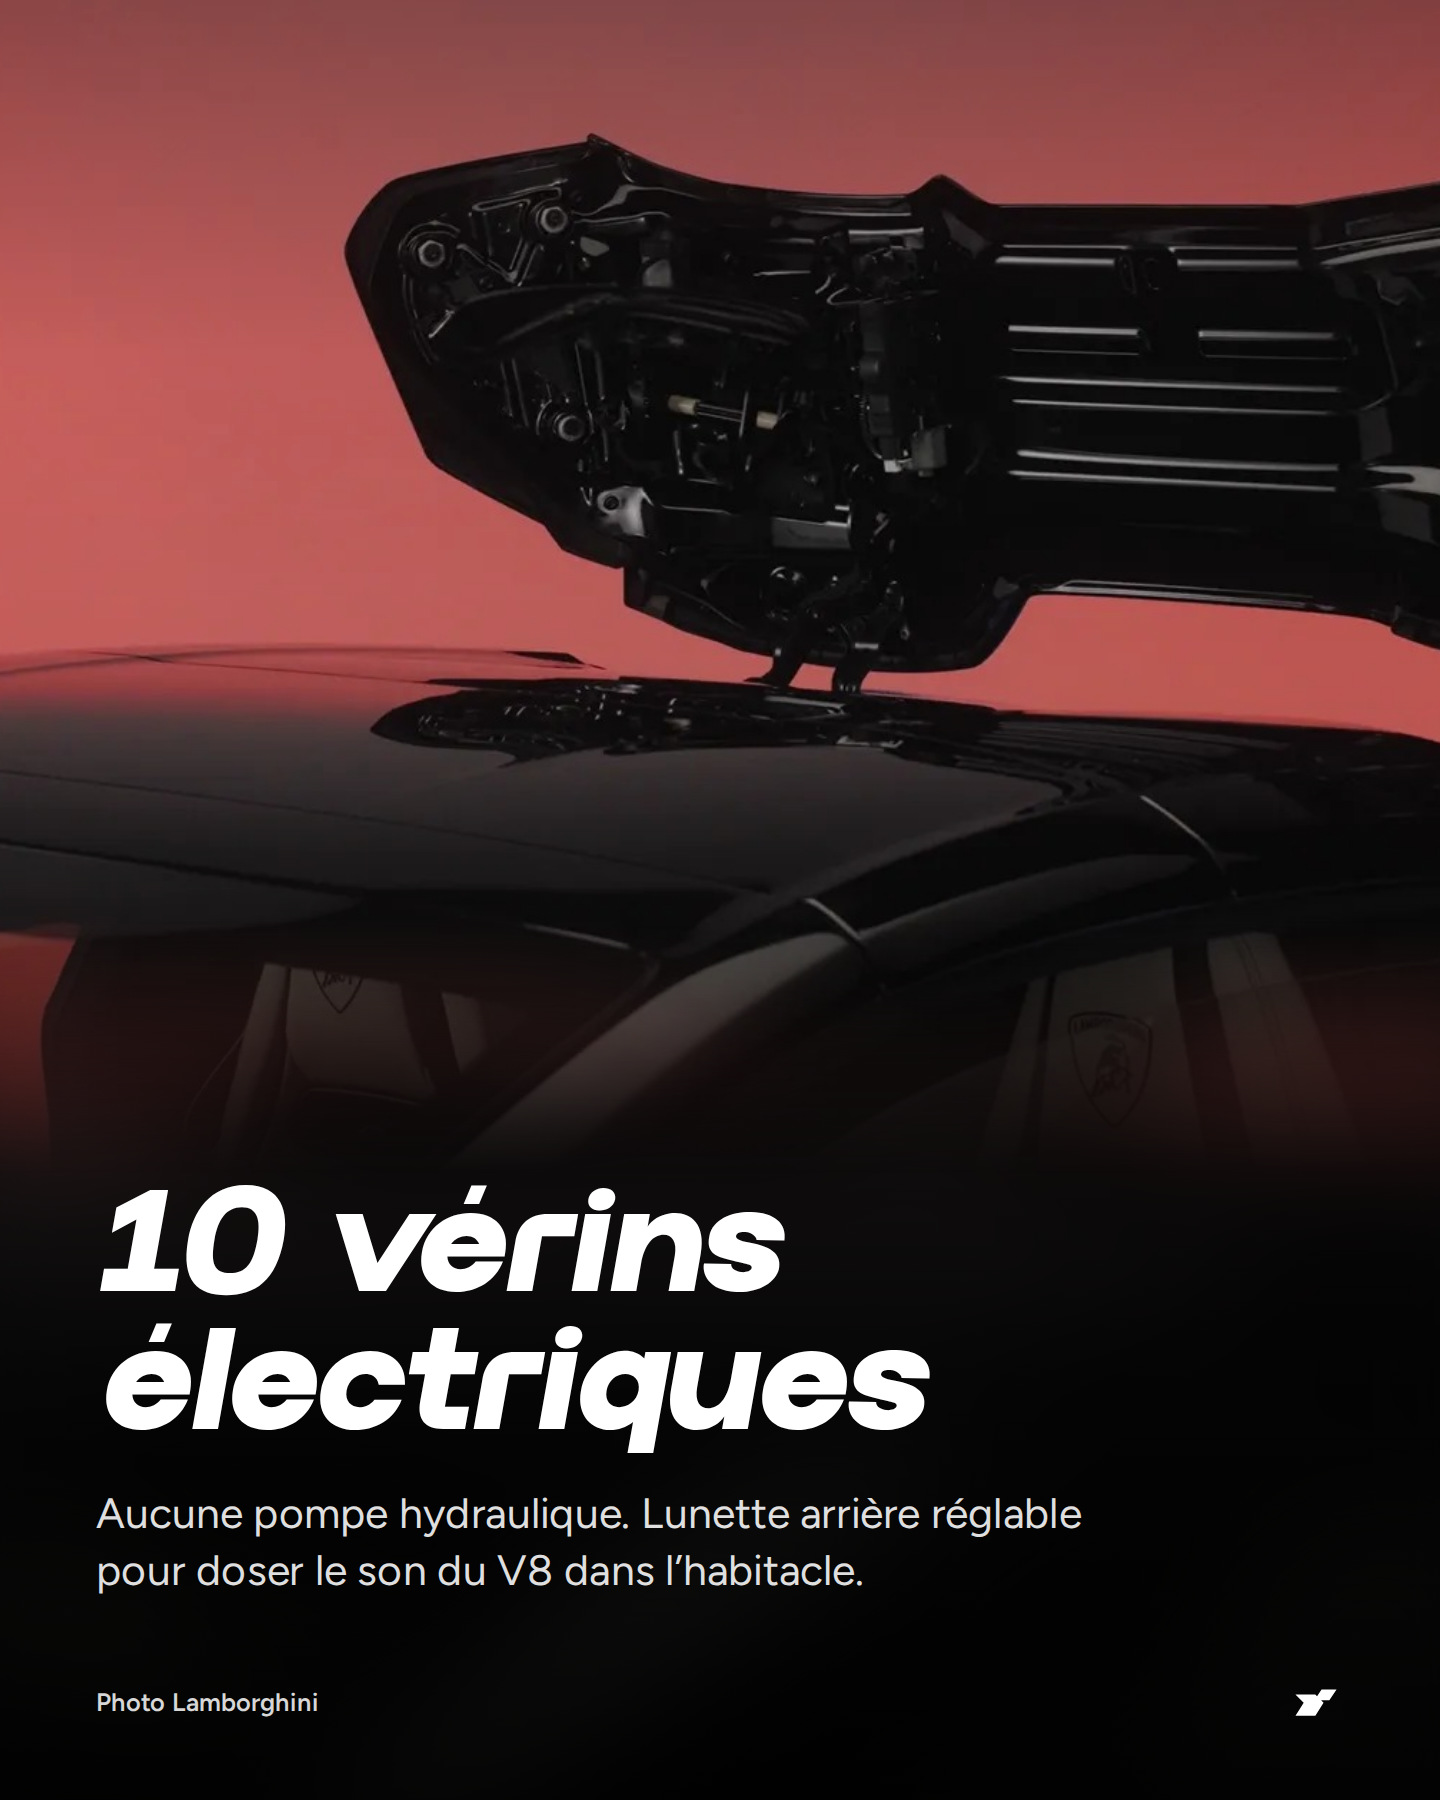 10 vérins
électriques
Aucune pompe hydraulique. Lunette arrière réglable
pour doser le son du V8 dans l’habitacle.
Photo Lamborghini